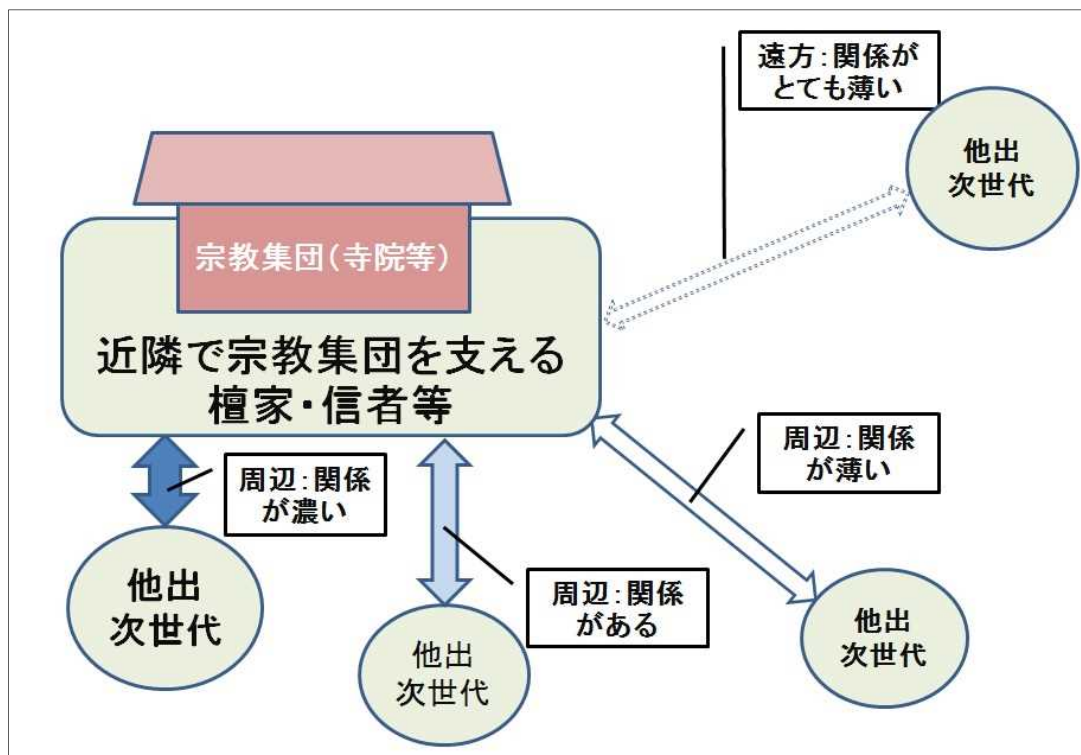 遠方：関係が
とても薄い
他出
次世代
宗教集団（寺院等）
近隣で宗教集団を支える
檀家・信者等
周辺：関係
が濃い
周辺：関係
がある
周辺：関係
が薄い
他出
次世代
他出
次世代
他出
次世代